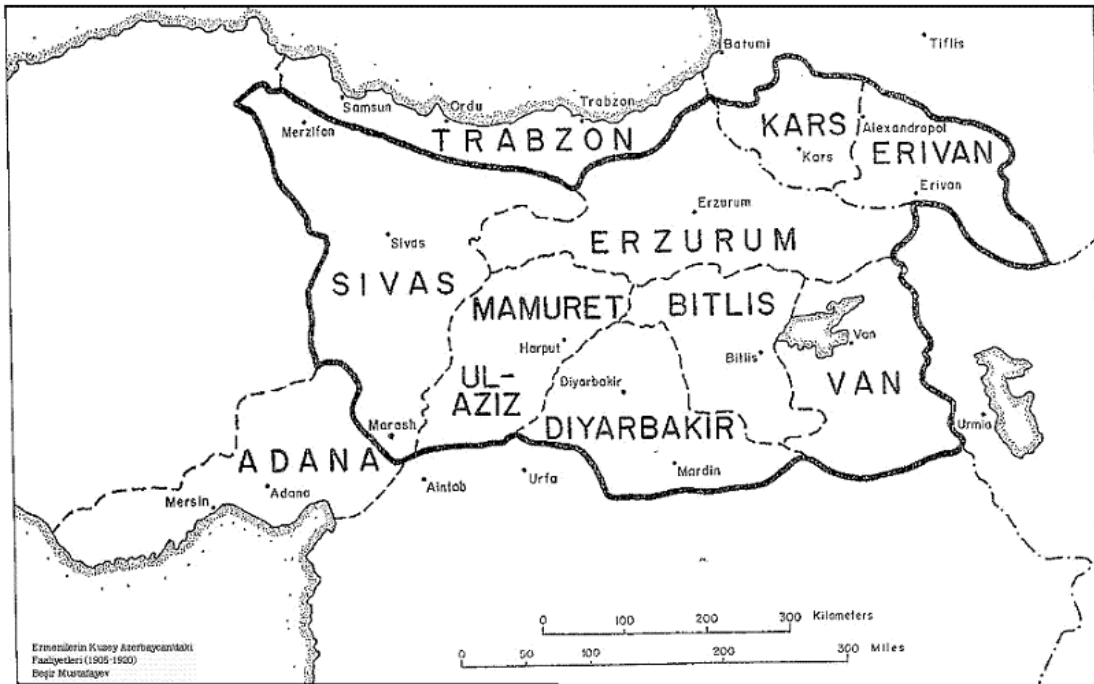 Batumi
Tiflis
Samsun
Ordu
Trabzon
Merzifon
TRABZON
KARS
Alexandropol
Kars
ERIVAN
Erivan
Erzurum
Sivas
ERZURUM
SIVAS
MAMURET
BITLIS
Harput
Bitlis
Van
UL-
AZIZ
Diyarbakir
VAN
DIYARBAKIR
Marash
Urmia
ADANA
Mardin
Adana
Aintab
Urfa
Mersin
0 100 200 300 Kilometers
0 50 100 200 300 Miles
Ermenilerin Kuzey Azerbaycan'daki
Faaliyetleri (1905-1920)
Beşir Mustafayev